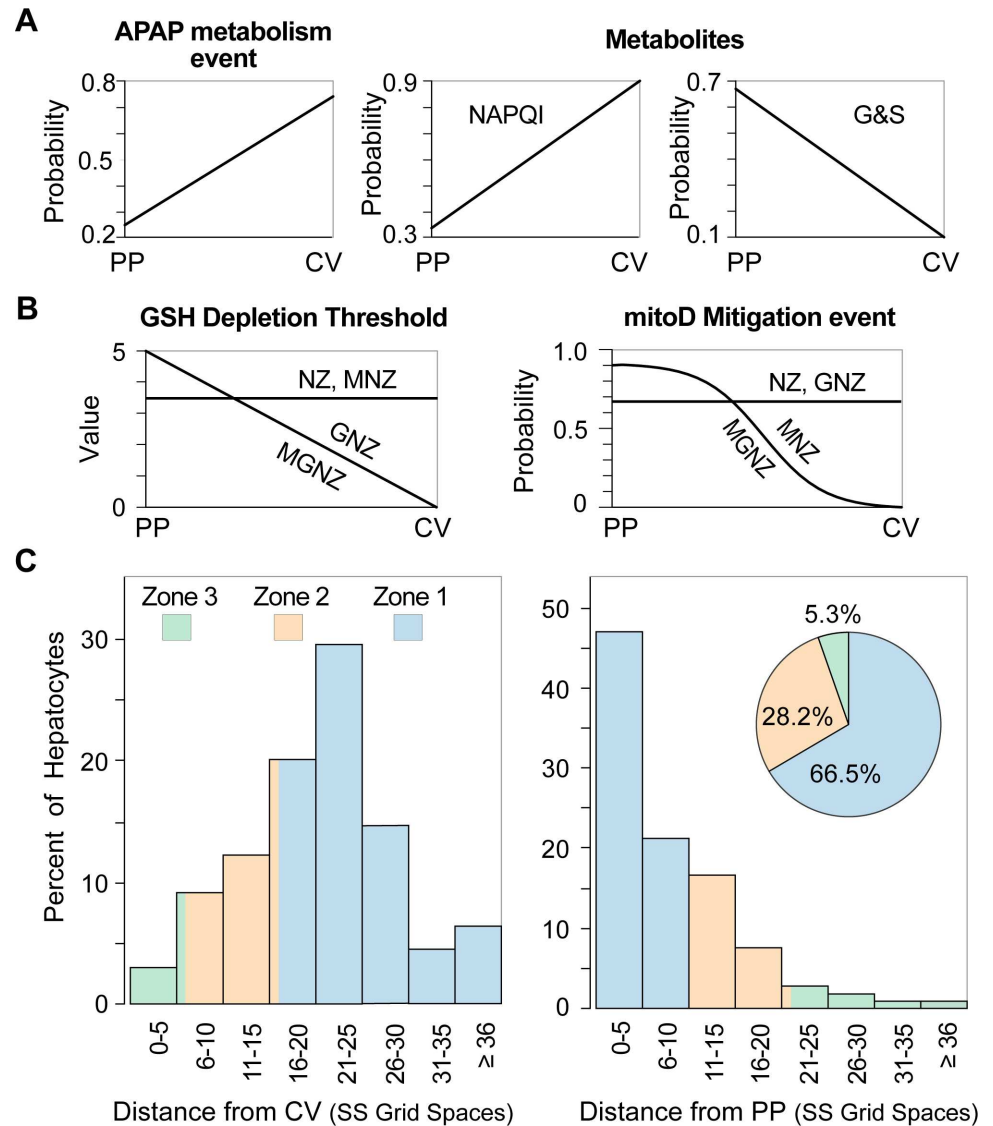 A
APAP metabolism
event
Metabolites
Probability
0.8
0.5
0.2
PP
CV
Probability
0.9
0.3
NAPQI
PP
CV
Probability
0.7
0.1
G&S
PP
CV
B
GSH Depletion Threshold
mitoD Mitigation event
Value
5
0
NZ, MNZ
GNZ
MGNZ
PP
CV
Probability
1.0
0.5
0
NZ, GNZ
MNZ
MGNZ
PP
CV
C
Zone 3
Zone 2
Zone 1
Percent of Hepatocytes
30
20
10
0
0-5
6-10
11-15
16-20
21-25
26-30
31-35
≥ 36
Distance from CV (SS Grid Spaces)
50
40
30
20
10
0
5.3%
28.2%
66.5%
0-5
6-10
11-15
16-20
21-25
26-30
31-35
≥ 36
Distance from PP (SS Grid Spaces)